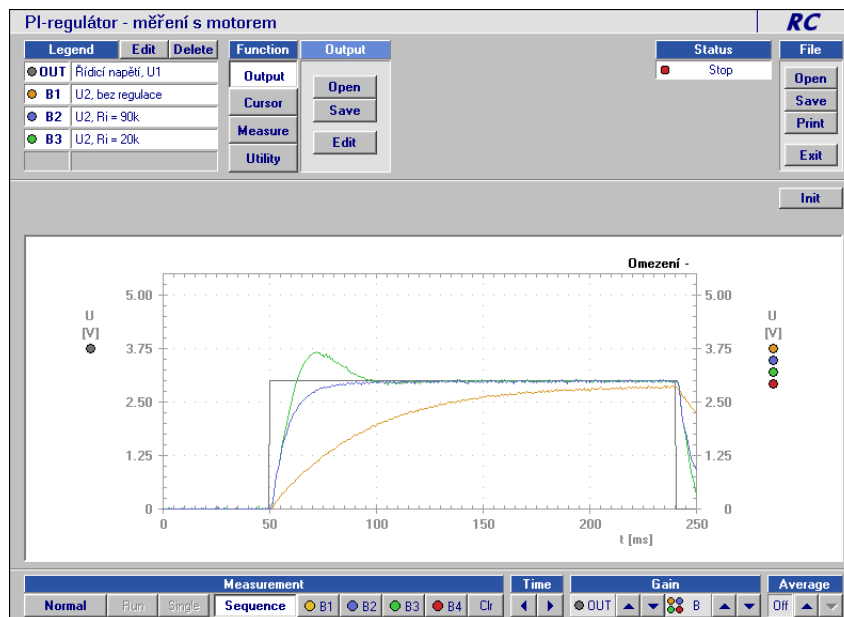 PI-regulátor - měření s motorem RC
Legend Edit Delete Function Output Status File
OUT Řídicí napětí, U1 Output Open Stop Open
B1 U2, bez regulace Cursor Save Save
B2 U2, Ri = 90k Measure Edit Print
B3 U2, Ri = 20k Utility Exit
Init
Omezení -
U [V]
5.00
3.75
2.50
1.25
0
5.00
3.75
2.50
1.25
0
U [V]
0 50 100 150 200 250
t [ms]
Measurement Time Gain Average
Normal Run Single Sequence B1 B2 B3 B4 Clr OUT B Off